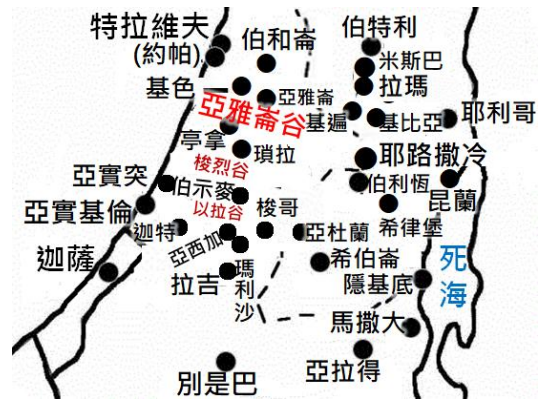 特拉維夫
(約帕)
伯和崙
伯特利
米斯巴
拉瑪
基色
亞雅崙
亞雅崙谷
基遍
基比亞
耶利哥
亭拿
瑣拉
梭烈谷
耶路撒冷
亞實突
伯示麥
伯利恆
昆蘭
亞實基倫
以拉谷
梭哥
希律堡
迦特
亞西加
亞杜蘭
迦薩
拉吉
瑪利沙
希伯崙
隱基底
死海
馬撒大
別是巴
亞拉得